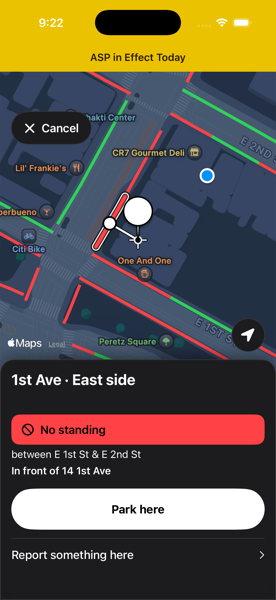 9:22
ASP in Effect Today
hakti Center
Cancel
CR7 Gourmet Deli
E 2ND
Lil' Frankie's
perbueno
Citi Bike
One And One
Maps
Legal
Peretz Square
E 1ST S
1st Ave · East side
No standing
between E 1st St & E 2nd St
In front of 14 1st Ave
Park here
Report something here